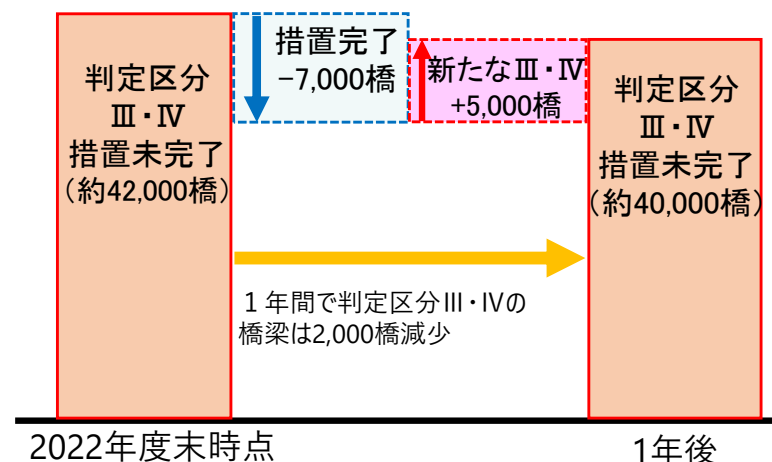 判定区分
Ⅲ・Ⅳ
措置未完了
（約42,000橋）
措置完了
−7,000橋
新たなⅢ・Ⅳ
+5,000橋
判定区分
Ⅲ・Ⅳ
措置未完了
（約40,000橋）
１年間で判定区分Ⅲ・Ⅳの
橋梁は2,000橋減少
2022年度末時点
1年後